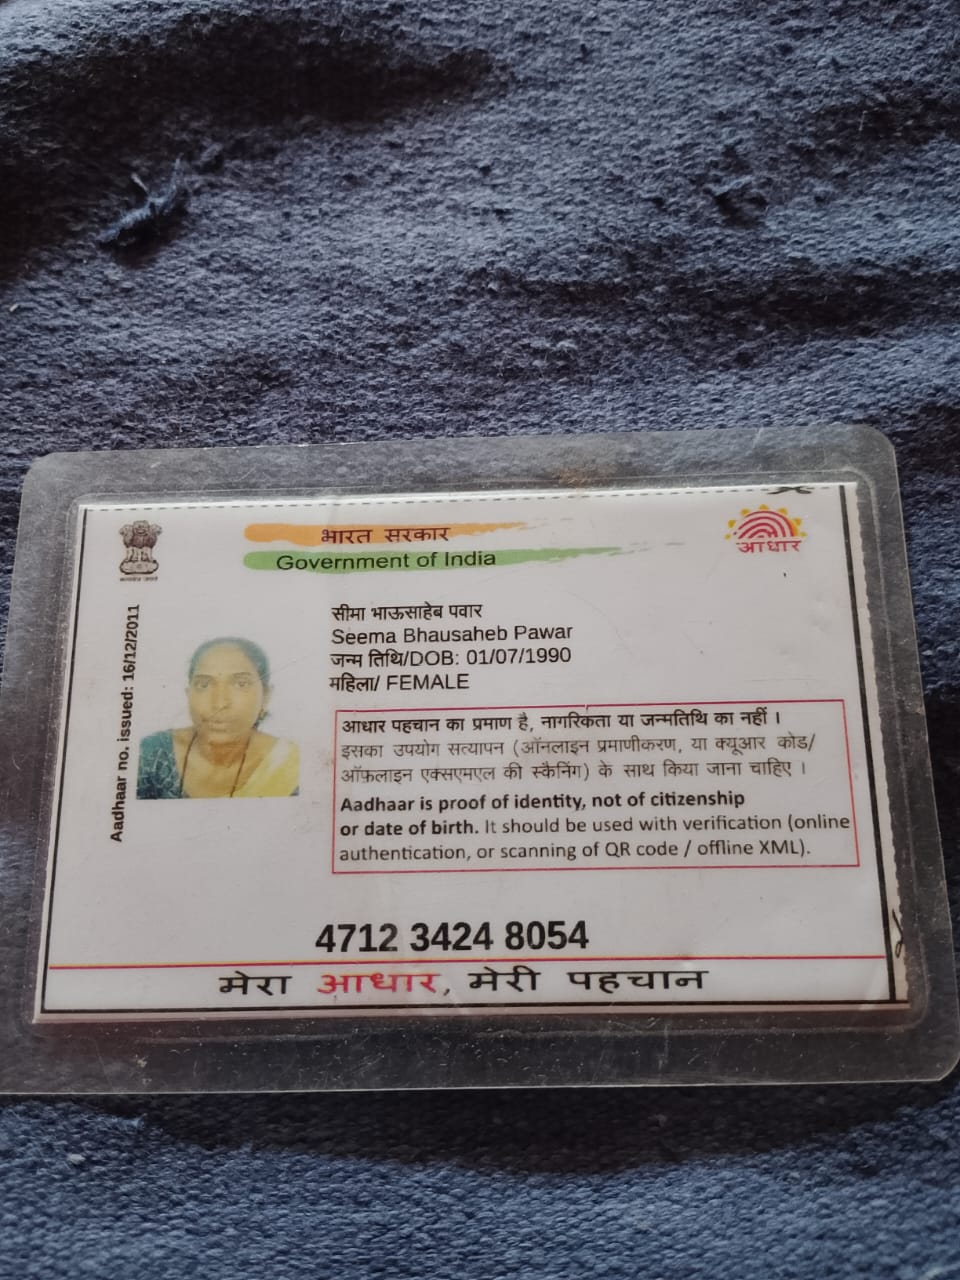 भारत सरकार
Government of India
आधार
Aadhaar no. issued: 16/12/2011
सीमा भाऊसाहेब पवार
Seema Bhausaheb Pawar
जन्म तिथि/DOB: 01/07/1990
महिला/ FEMALE
आधार पहचान का प्रमाण है, नागरिकता या जन्मतिथि का नहीं ।
इसका उपयोग सत्यापन (ऑनलाइन प्रमाणीकरण, या क्यूआर कोड/
ऑफ़लाइन एक्सएमएल की स्कैनिंग) के साथ किया जाना चाहिए ।
Aadhaar is proof of identity, not of citizenship
or date of birth. It should be used with verification (online
authentication, or scanning of QR code / offline XML).
4712 3424 8054
मेरा आधार, मेरी पहचान